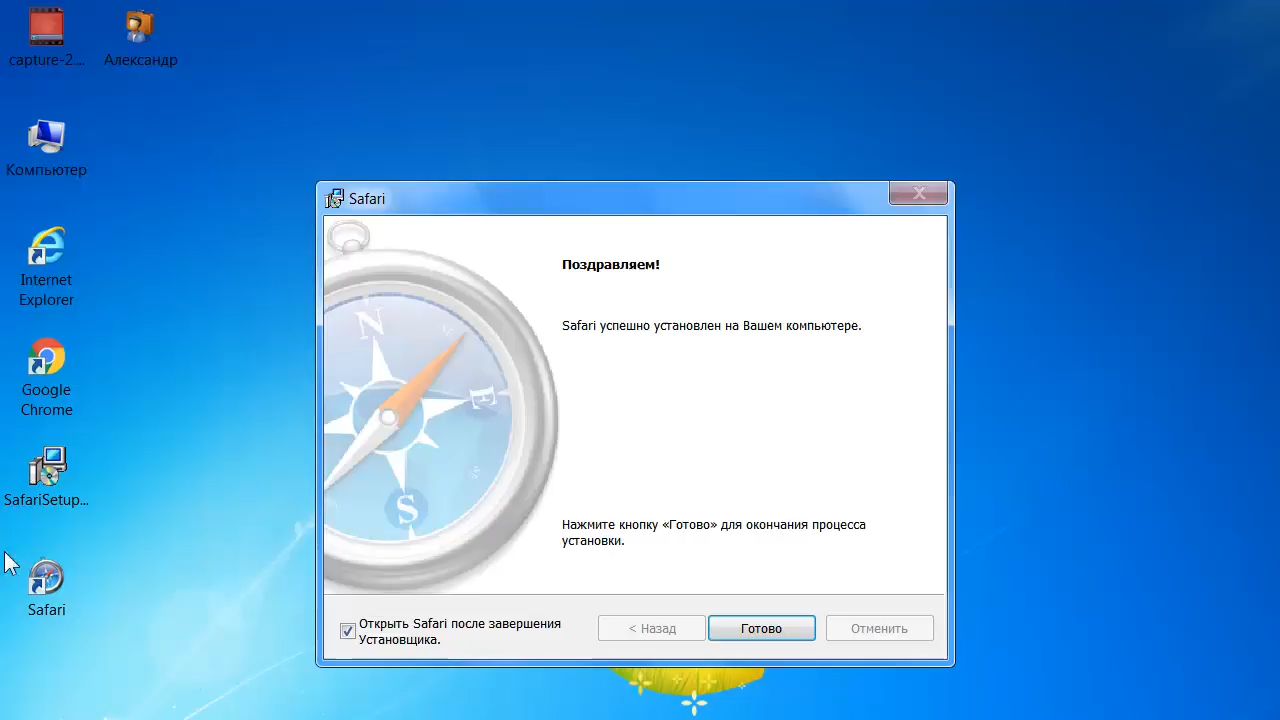 capture-2...
Александр
Компьютер
Internet
Explorer
Google
Chrome
SafariSetup...
Safari
Safari
X
N
E
S
Поздравляем!
Safari успешно установлен на Вашем компьютере.
Нажмите кнопку «Готово» для окончания процесса
установки.
Открыть Safari после завершения
Установщика.
< Назад
Готово
Отменить